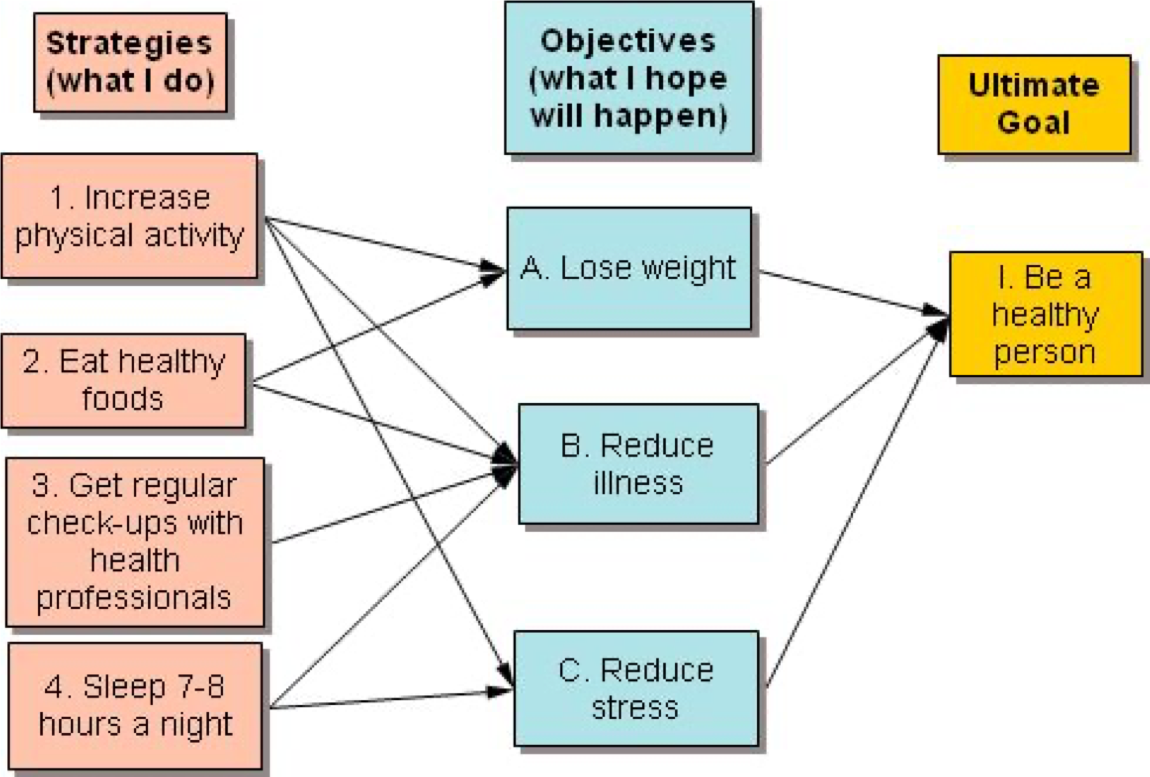 Strategies
(what I do)
Objectives
(what I hope
will happen)
Ultimate
Goal
1. Increase
physical activity
2. Eat healthy
foods
3. Get regular
check-ups with
health
professionals
4. Sleep 7-8
hours a night
A. Lose weight
B. Reduce
illness
C. Reduce
stress
I. Be a
healthy
person